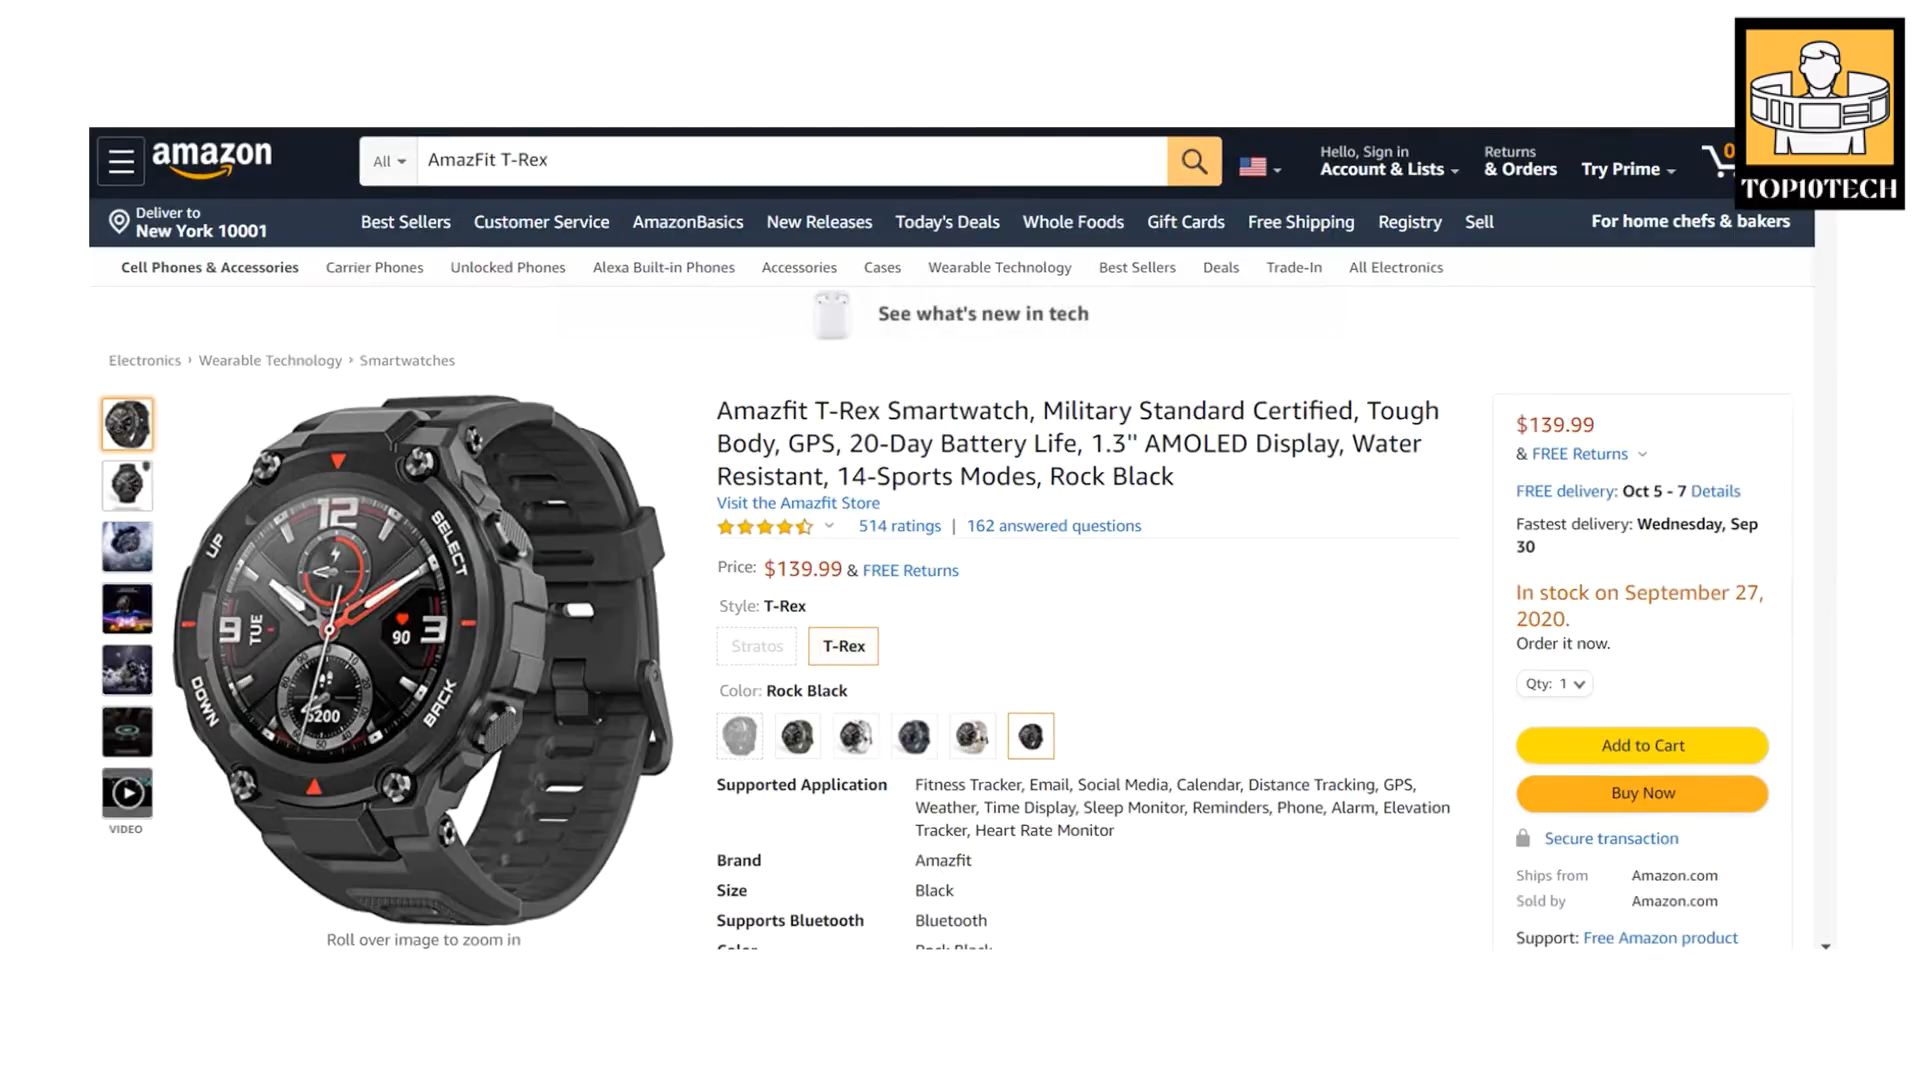 TOP10TECH
amazon
All
AmazFit T-Rex
Hello, Sign in
Account & Lists
Returns
& Orders
Try Prime
0
Deliver to
New York 10001
Best Sellers
Customer Service
AmazonBasics
New Releases
Today's Deals
Whole Foods
Gift Cards
Free Shipping
Registry
Sell
For home chefs & bakers
Cell Phones & Accessories
Carrier Phones
Unlocked Phones
Alexa Built-in Phones
Accessories
Cases
Wearable Technology
Best Sellers
Deals
Trade-In
All Electronics
See what's new in tech
Electronics › Wearable Technology › Smartwatches
VIDEO
UP
SELECT
DOWN
BACK
12
9
TUE
90
3
Roll over image to zoom in
Amazfit T-Rex Smartwatch, Military Standard Certified, Tough
Body, GPS, 20-Day Battery Life, 1.3'' AMOLED Display, Water
Resistant, 14-Sports Modes, Rock Black
Visit the Amazfit Store
514 ratings | 162 answered questions
Price: $139.99 & FREE Returns
Style: T-Rex
Stratos
T-Rex
Color: Rock Black
Supported Application
Fitness Tracker, Email, Social Media, Calendar, Distance Tracking, GPS,
Weather, Time Display, Sleep Monitor, Reminders, Phone, Alarm, Elevation
Tracker, Heart Rate Monitor
Brand
Amazfit
Size
Black
Supports Bluetooth
Bluetooth
Color
Rock Black
$139.99
& FREE Returns
FREE delivery: Oct 5 - 7 Details
Fastest delivery: Wednesday, Sep
30
In stock on September 27,
2020.
Order it now.
Qty: 1
Add to Cart
Buy Now
Secure transaction
Ships from
Amazon.com
Sold by
Amazon.com
Support: Free Amazon product